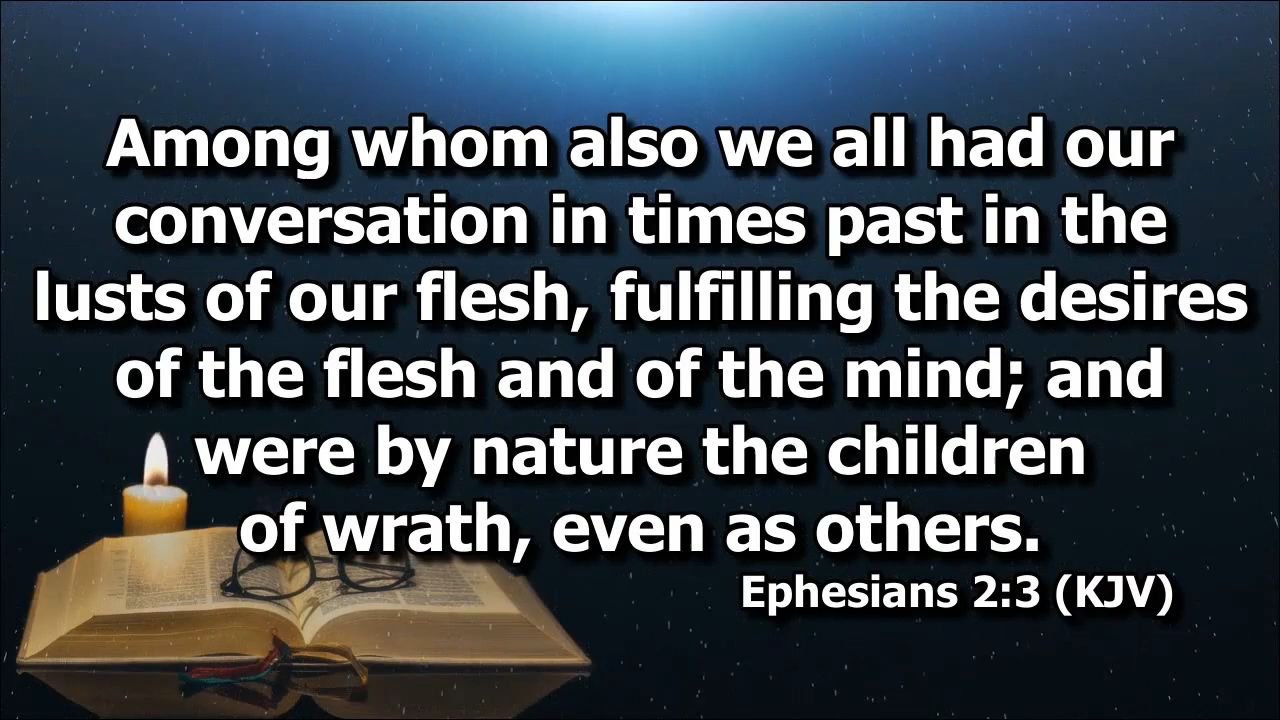 Among whom also we all had our
conversation in times past in the
lusts of our flesh, fulfilling the desires
of the flesh and of the mind; and
were by nature the children
of wrath, even as others.
Ephesians 2:3 (KJV)